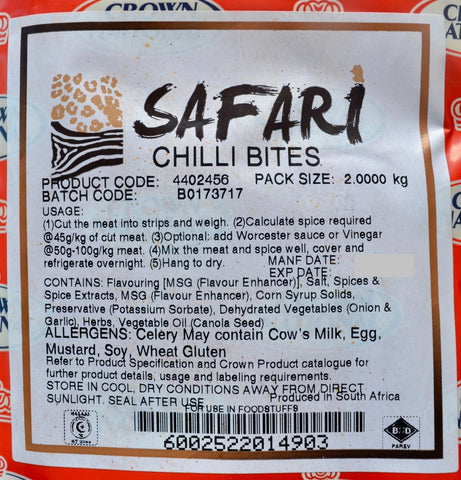 CROWN
SAFARI
CHILLI BITES
PRODUCT CODE: 4402456 PACK SIZE: 2.0000 kg
BATCH CODE: B0173717
USAGE:
(1)Cut the meat into strips and weigh. (2)Calculate spice required
@45g/kg of cut meat. (3)Optional: add Worcester sauce or Vinegar
@50g-100g/kg meat. (4)Mix the meat and spice well, cover and
refrigerate overnight. (5)Hang to dry. MANF DATE:
EXP DATE:
CONTAINS: Flavouring [MSG (Flavour Enhancer)], Salt, Spices &
Spice Extracts, MSG (Flavour Enhancer), Corn Syrup Solids,
Preservative (Potassium Sorbate), Dehydrated Vegetables (Onion &
Garlic), Herbs, Vegetable Oil (Canola Seed)
ALLERGENS: Celery May contain Cow's Milk, Egg,
Mustard, Soy, Wheat Gluten
Refer to Product Specification and Crown Product catalogue for
further product details, usage and labeling requirements.
STORE IN COOL, DRY CONDITIONS AWAY FROM DIRECT
SUNLIGHT. SEAL AFTER USE. Produced in South Africa
FOR USE IN FOODSTUFFS
6002522014903
PAREV